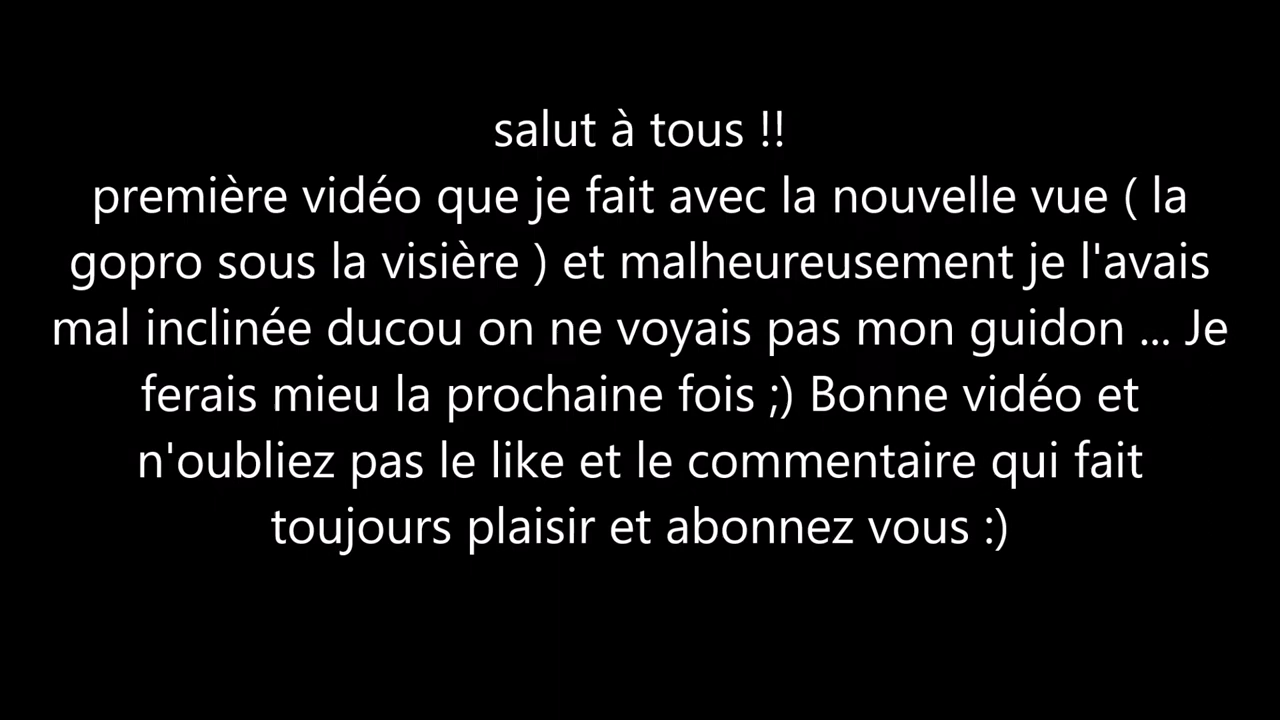 salut à tous !!
première vidéo que je fait avec la nouvelle vue ( la
gopro sous la visière ) et malheureusement je l'avais
mal inclinée ducou on ne voyais pas mon guidon ... Je
ferais mieu la prochaine fois ;) Bonne vidéo et
n'oubliez pas le like et le commentaire qui fait
toujours plaisir et abonnez vous :)